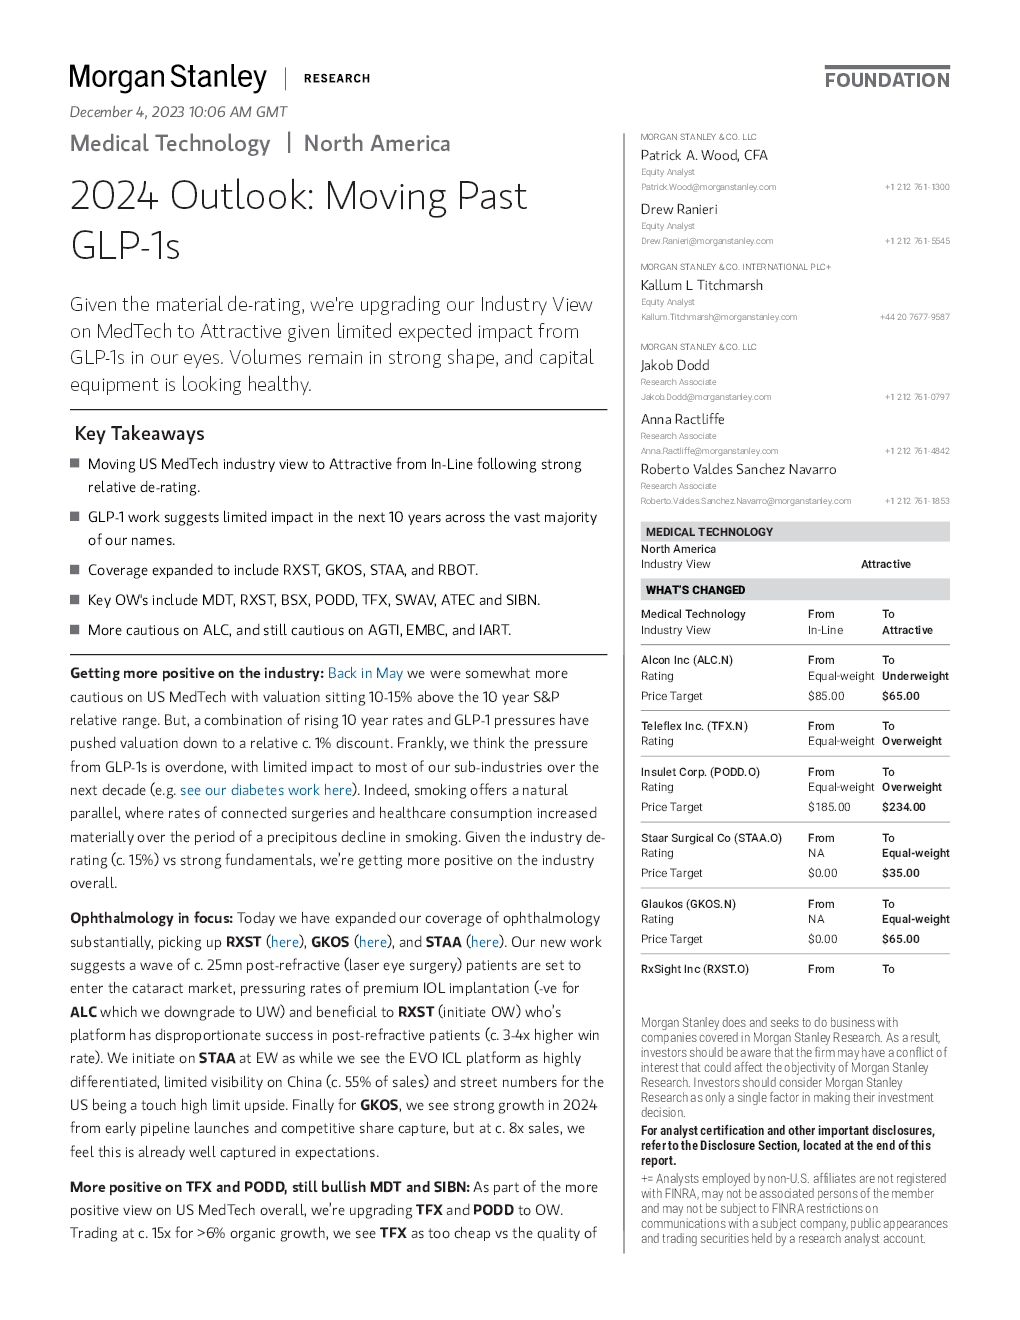 Morgan Stanley | RESEARCH
FOUNDATION
December 4, 2023 10:06 AM GMT
Medical Technology | North America
2024 Outlook: Moving Past
GLP-1s
Given the material de-rating, we're upgrading our Industry View
on MedTech to Attractive given limited expected impact from
GLP-1s in our eyes. Volumes remain in strong shape, and capital
equipment is looking healthy.
Key Takeaways
■ Moving US MedTech industry view to Attractive from In-Line following strong
relative de-rating.
■ GLP-1 work suggests limited impact in the next 10 years across the vast majority
of our names.
■ Coverage expanded to include RXST, GKOS, STAA, and RBOT.
■ Key OW's include MDT, RXST, BSX, PODD, TFX, SWAV, ATEC and SIBN.
■ More cautious on ALC, and still cautious on AGTI, EMBC, and IART.
Getting more positive on the industry: Back in May we were somewhat more
cautious on US MedTech with valuation sitting 10-15% above the 10 year S&P
relative range. But, a combination of rising 10 year rates and GLP-1 pressures have
pushed valuation down to a relative c. 1% discount. Frankly, we think the pressure
from GLP-1s is overdone, with limited impact to most of our sub-industries over the
next decade (e.g. see our diabetes work here). Indeed, smoking offers a natural
parallel, where rates of connected surgeries and healthcare consumption increased
materially over the period of a precipitous decline in smoking. Given the industry de-
rating (c. 15%) vs strong fundamentals, we're getting more positive on the industry
overall.
Ophthalmology in focus: Today we have expanded our coverage of ophthalmology
substantially, picking up RXST (here), GKOS (here), and STAA (here). Our new work
suggests a wave of c. 25mn post-refractive (laser eye surgery) patients are set to
enter the cataract market, pressuring rates of premium IOL implantation (-ve for
ALC which we downgrade to UW) and beneficial to RXST (initiate OW) who's
platform has disproportionate success in post-refractive patients (c. 3-4x higher win
rate). We initiate on STAA at EW as while we see the EVO ICL platform as highly
differentiated, limited visibility on China (c. 55% of sales) and street numbers for the
US being a touch high limit upside. Finally for GKOS, we see strong growth in 2024
from early pipeline launches and competitive share capture, but at c. 8x sales, we
feel this is already well captured in expectations.
More positive on TFX and PODD, still bullish MDT and SIBN: As part of the more
positive view on US MedTech overall, we're upgrading TFX and PODD to OW.
Trading at c. 15x for >6% organic growth, we see TFX as too cheap vs the quality of
MORGAN STANLEY & CO. LLC
Patrick A. Wood, CFA
Equity Analyst
Patrick.Wood@morganstanley.com +1 212 761-1300
Drew Ranieri
Equity Analyst
Drew.Ranieri@morganstanley.com +1 212 761-5545
MORGAN STANLEY & CO. INTERNATIONAL PLC+
Kallum L Titchmarsh
Equity Analyst
Kallum.Titchmarsh@morganstanley.com +44 20 7677-9587
MORGAN STANLEY & CO. LLC
Jakob Dodd
Research Associate
Jakob.Dodd@morganstanley.com +1 212 761-0797
Anna Ractliffe
Research Associate
Anna.Ractliffe@morganstanley.com +1 212 761-4842
Roberto Valdes Sanchez Navarro
Research Associate
Roberto.Valdes.Sanchez.Navarro@morganstanley.com +1 212 761-1853
MEDICAL TECHNOLOGY
North America
Industry View Attractive
WHAT'S CHANGED
Medical Technology From To
Industry View In-Line Attractive
Alcon Inc (ALC.N) From To
Rating Equal-weight Underweight
Price Target $85.00 $65.00
Teleflex Inc. (TFX.N) From To
Rating Equal-weight Overweight
Insulet Corp. (PODD.O) From To
Rating Equal-weight Overweight
Price Target $185.00 $234.00
Staar Surgical Co (STAA.O) From To
Rating NA Equal-weight
Price Target $0.00 $35.00
Glaukos (GKOS.N) From To
Rating NA Equal-weight
Price Target $0.00 $65.00
RxSight Inc (RXST.O) From To
Morgan Stanley does and seeks to do business with
companies covered in Morgan Stanley Research. As a result,
investors should be aware that the firm may have a conflict of
interest that could affect the objectivity of Morgan Stanley
Research. Investors should consider Morgan Stanley
Research as only a single factor in making their investment
decision.
For analyst certification and other important disclosures,
refer to the Disclosure Section, located at the end of this
report.
+= Analysts employed by non-U.S. affiliates are not registered
with FINRA, may not be associated persons of the member
and may not be subject to FINRA restrictions on
communications with a subject company, public appearances
and trading securities held by a research analyst account.